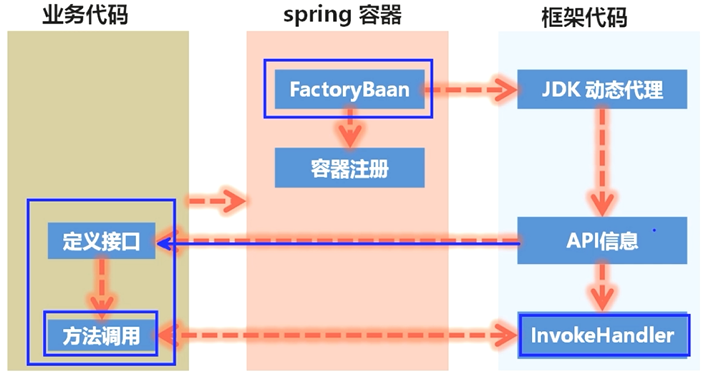 业务代码
spring 容器
框架代码
FactoryBaan
JDK 动态代理
容器注册
定义接口
API信息
方法调用
InvokeHandler